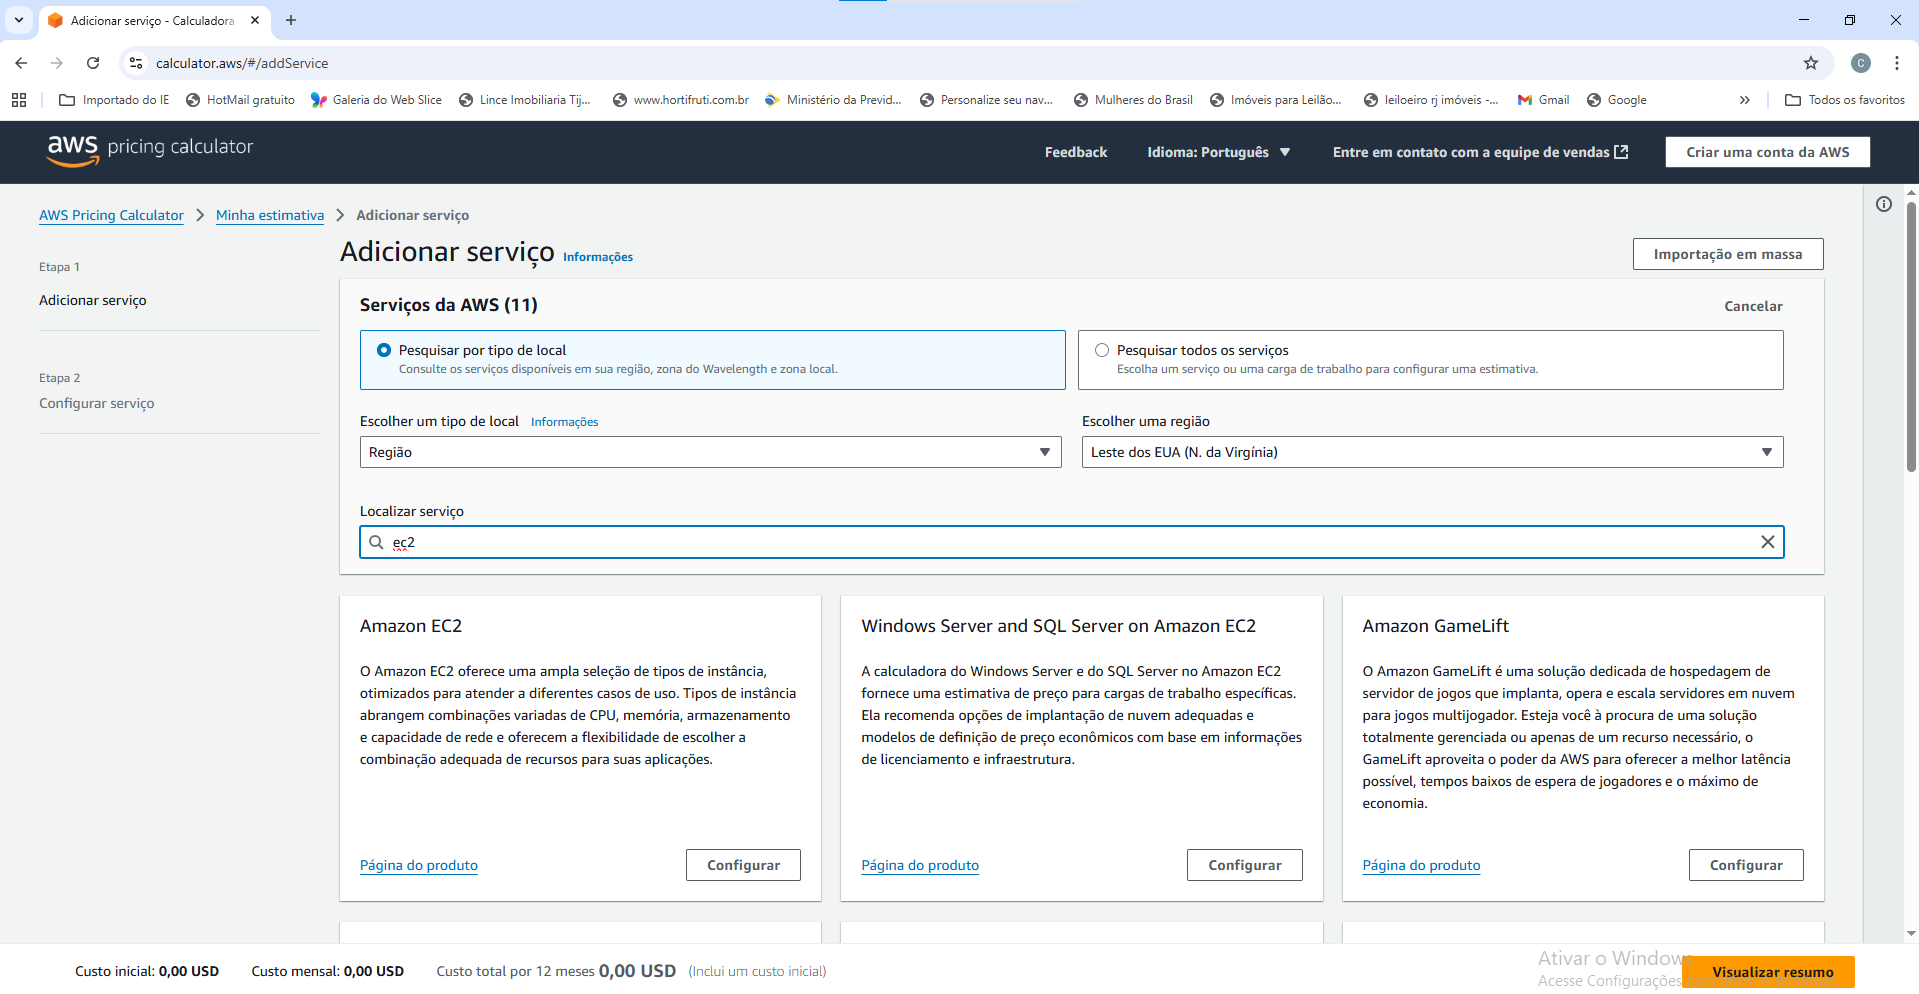 Adicionar serviço - Calculadora
calculator.aws/#/addService
Importado do IE
HotMail gratuito
Galeria do Web Slice
Lince Imobiliaria Tij...
www.hortifruti.com.br
Ministério da Previd...
Personalize seu nav...
Mulheres do Brasil
Imóveis para Leilão...
leiloeiro rj imóveis -...
Gmail
Google
Todos os favoritos
C
aws pricing calculator
Feedback
Idioma: Português
Entre em contato com a equipe de vendas
Criar uma conta da AWS
AWS Pricing Calculator
Minha estimativa
Adicionar serviço
Etapa 1
Adicionar serviço
Etapa 2
Configurar serviço
Adicionar serviço Informações
Importação em massa
Serviços da AWS (11)
Cancelar
Pesquisar por tipo de local
Consulte os serviços disponíveis em sua região, zona do Wavelength e zona local.
Pesquisar todos os serviços
Escolha um serviço ou uma carga de trabalho para configurar uma estimativa.
Escolher um tipo de local Informações
Região
Escolher uma região
Leste dos EUA (N. da Virgínia)
Localizar serviço
ec2
Amazon EC2
O Amazon EC2 oferece uma ampla seleção de tipos de instância,
otimizados para atender a diferentes casos de uso. Tipos de instância
abrangem combinações variadas de CPU, memória, armazenamento
e capacidade de rede e oferecem a flexibilidade de escolher a
combinação adequada de recursos para suas aplicações.
Página do produto
Configurar
Windows Server and SQL Server on Amazon EC2
A calculadora do Windows Server e do SQL Server no Amazon EC2
fornece uma estimativa de preço para cargas de trabalho específicas.
Ela recomenda opções de implantação de nuvem adequadas e
modelos de definição de preço econômicos com base em informações
de licenciamento e infraestrutura.
Página do produto
Configurar
Amazon GameLift
O Amazon GameLift é uma solução dedicada de hospedagem de
servidor de jogos que implanta, opera e escala servidores em nuvem
para jogos multijogador. Esteja você à procura de uma solução
totalmente gerenciada ou apenas de um recurso necessário, o
GameLift aproveita o poder da AWS para oferecer a melhor latência
possível, tempos baixos de espera de jogadores e o máximo de
economia.
Página do produto
Configurar
Custo inicial: 0,00 USD
Custo mensal: 0,00 USD
Custo total por 12 meses 0,00 USD (Inclui um custo inicial)
Ativar o Windows
Acesse Configurações
Visualizar resumo